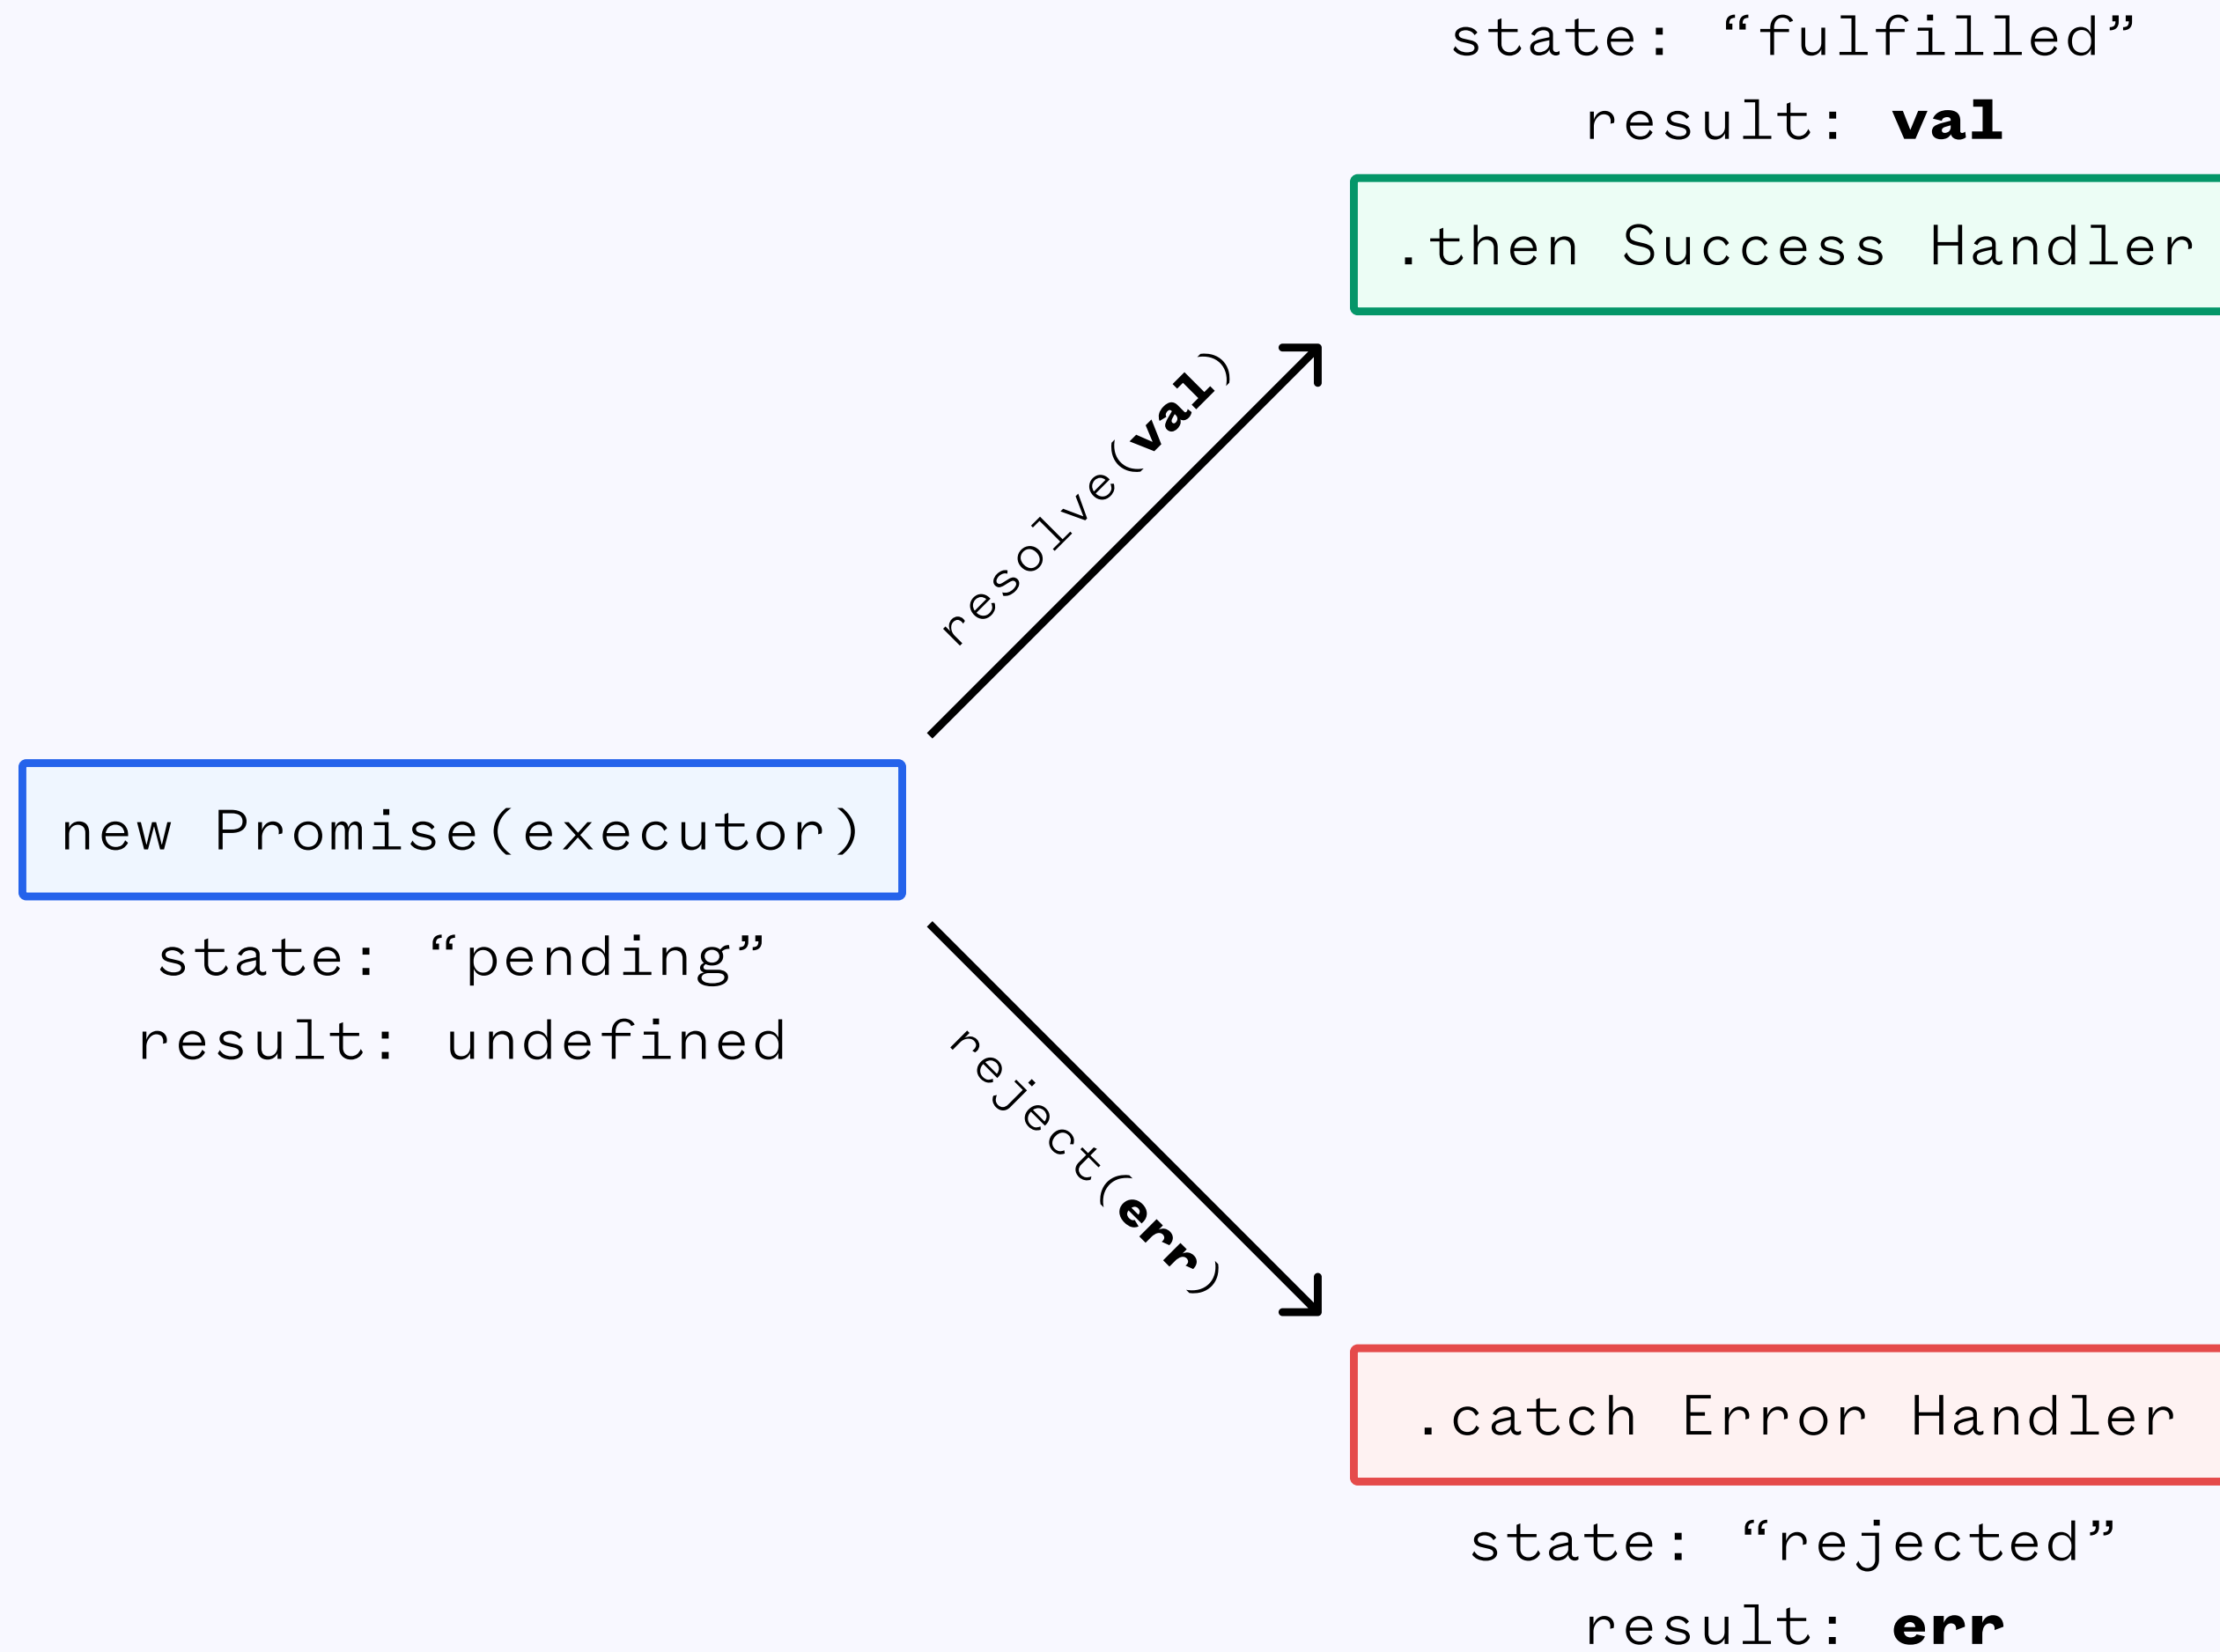 state: “fulfilled”
result: val
.then Success Handler
resolve(val)
new Promise(executor)
state: “pending”
result: undefined
reject(err)
.catch Error Handler
state: “rejected”
result: err